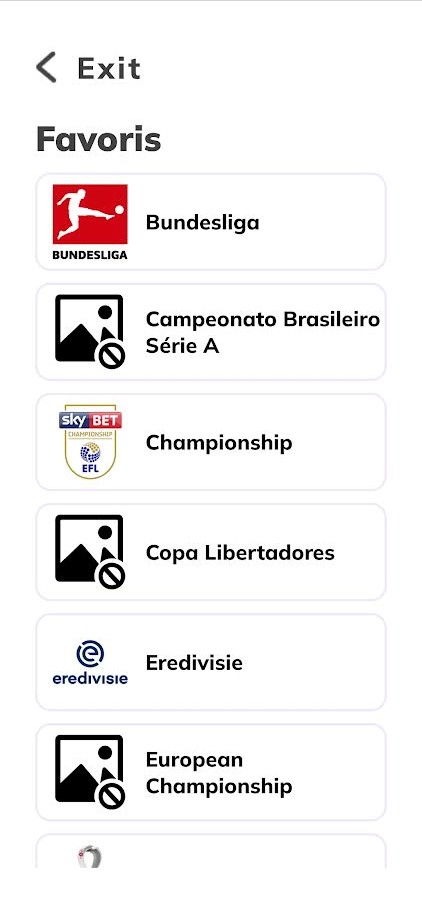 Exit
Favoris
BUNDESLIGA
Bundesliga
Campeonato Brasileiro
Série A
sky BET
CHAMPIONSHIP
EFL
Championship
Copa Libertadores
eredivisie
Eredivisie
European
Championship